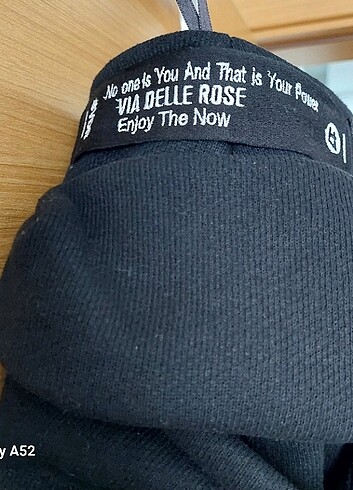 No one is You And That is Your Power
VIA DELLE ROSE
Enjoy The Now
y A52